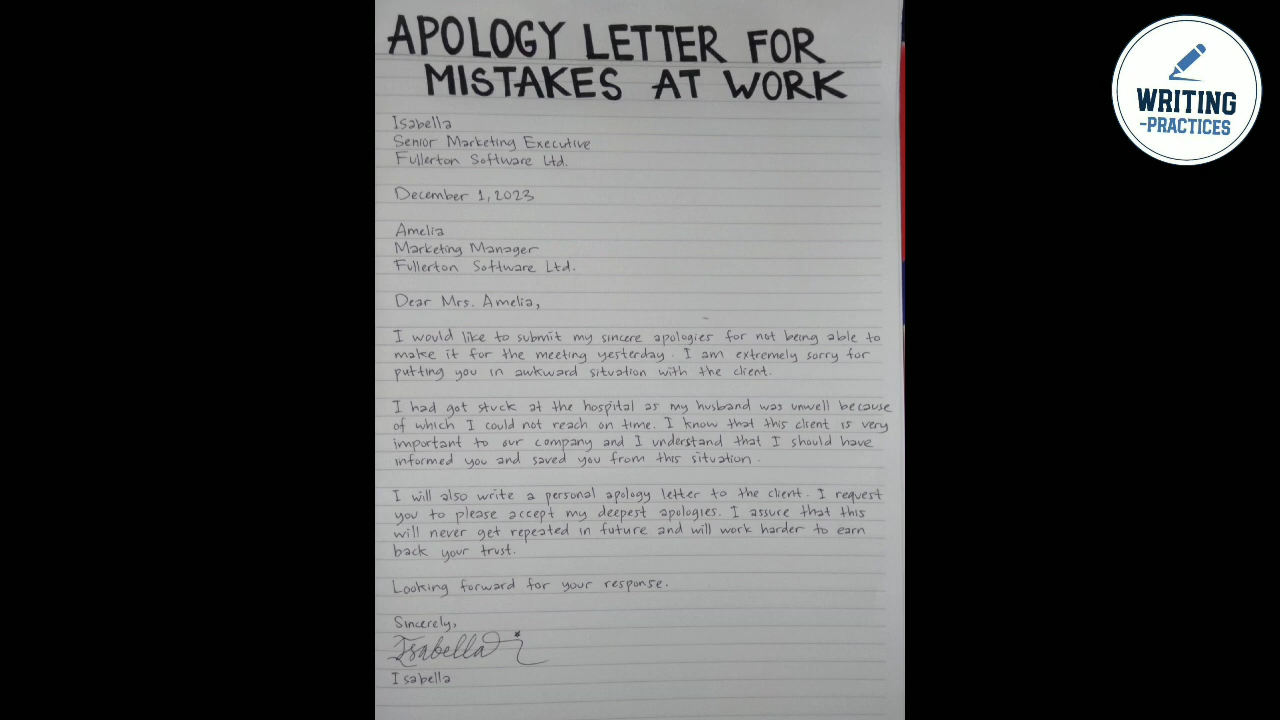 APOLOGY LETTER FOR
MISTAKES AT WORK
Isabella
Senior Marketing Executive
Fullerton Software Ltd.
December 1, 2023
Amelia
Marketing Manager
Fullerton Software Ltd.
Dear Mrs. Amelia,
I would like to submit my sincere apologies for not being able to
make it for the meeting yesterday. I am extremely sorry for
putting you in awkward situation with the client.
I had got stuck at the hospital as my husband was unwell because
of which I could not reach on time. I know that this client is very
important to our company and I understand that I should have
informed you and saved you from this situation.
I will also write a personal apology letter to the client. I request
you to please accept my deepest apologies. I assure that this
will never get repeated in future and will work harder to earn
back your trust.
Looking forward for your response.
Sincerely,
Isabella
Isabella
WRITING
-PRACTICES